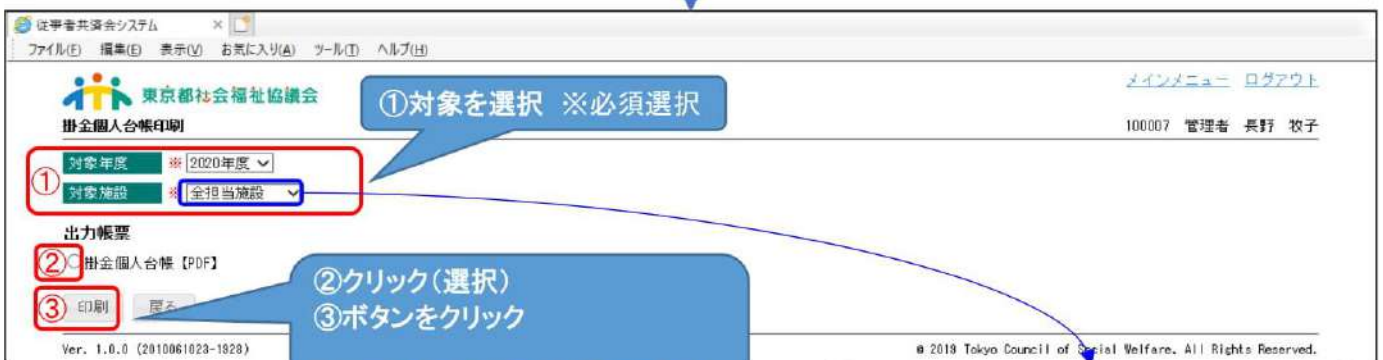 従事者共済会システム ×
ファイル(F) 編集(E) 表示(V) お気に入り(A) ツール(T) ヘルプ(H)
東京都社会福祉協議会
メインメニュー ログアウト
①対象を選択 ※必須選択
掛金個人台帳印刷
100007 管理者 長野 牧子
① 対象年度 ※ 2020年度
対象施設 ※ 全担当施設
出力帳票
② 掛金個人台帳【PDF】
②クリック(選択)
③ 印刷 戻る
③ボタンをクリック
Ver. 1.0.0 (2010061023-1928)
© 2019 Tokyo Council of Social Welfare. All Rights Reserved.